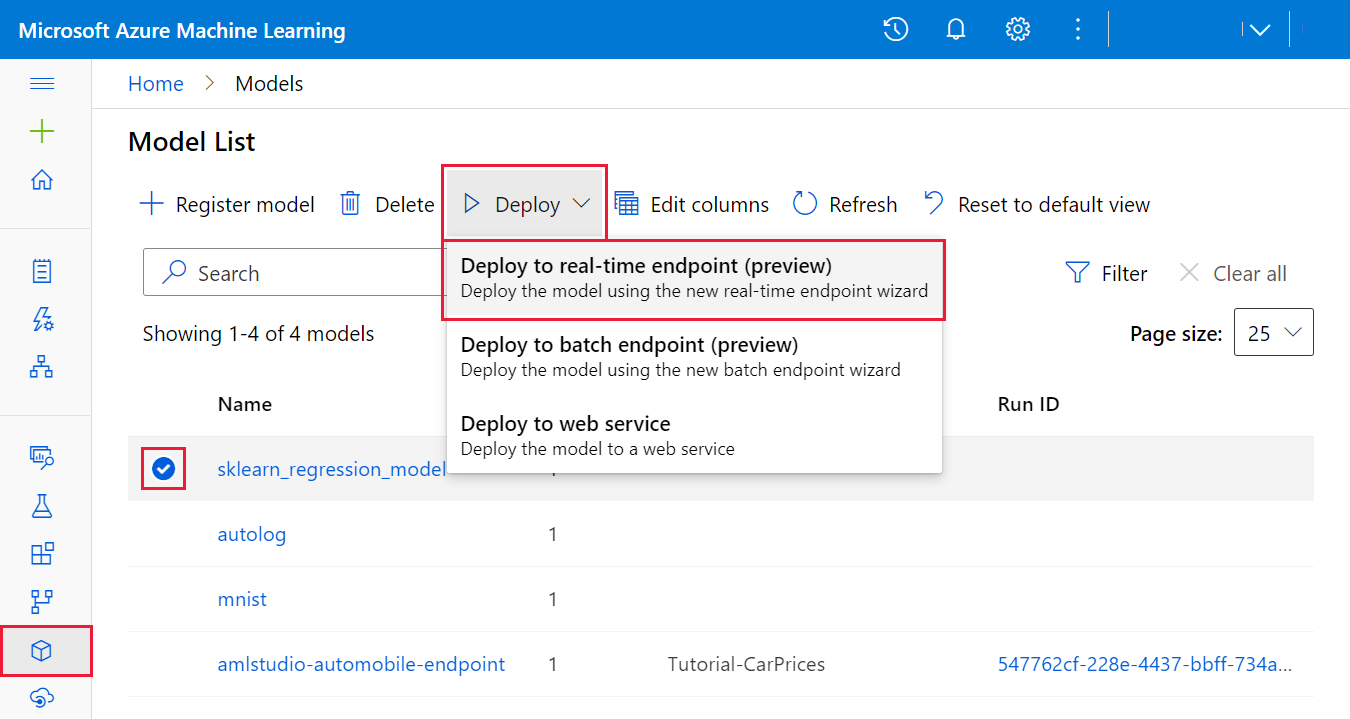 Microsoft Azure Machine Learning
Home > Models
Model List
Register model Delete Deploy Edit columns Refresh Reset to default view
Search
Deploy to real-time endpoint (preview)
Deploy the model using the new real-time endpoint wizard
Filter Clear all
Showing 1-4 of 4 models
Deploy to batch endpoint (preview)
Deploy the model using the new batch endpoint wizard
Page size: 25
Name Run ID
Deploy to web service
Deploy the model to a web service
sklearn_regression_model
autolog 1
mnist 1
amlstudio-automobile-endpoint 1 Tutorial-CarPrices 547762cf-228e-4437-bbff-734a...